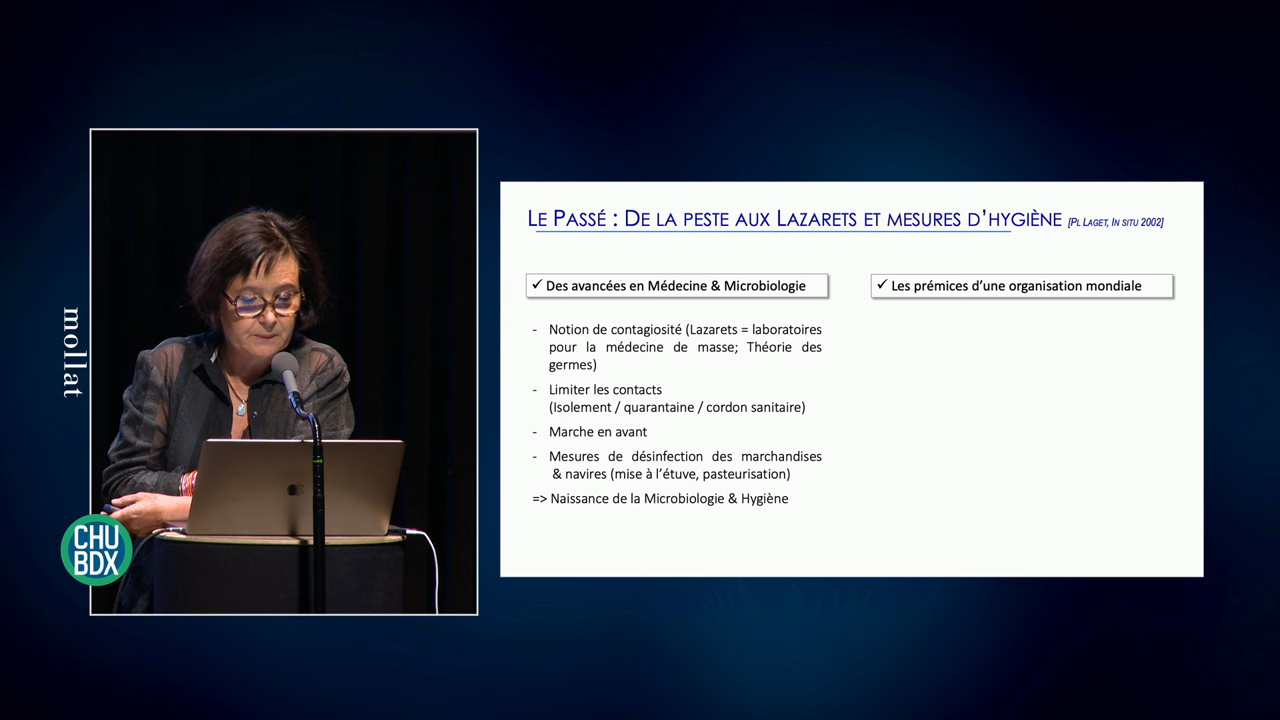 mollat
CHU
BDX
LE PASSÉ : DE LA PESTE AUX LAZARETS ET MESURES D'HYGIÈNE [PL LAGET, IN SITU 2002]
✓ Des avancées en Médecine & Microbiologie
- Notion de contagiosité (Lazarets = laboratoires
pour la médecine de masse; Théorie des
germes)
- Limiter les contacts
(Isolement / quarantaine / cordon sanitaire)
- Marche en avant
- Mesures de désinfection des marchandises
& navires (mise à l'étuve, pasteurisation)
=> Naissance de la Microbiologie & Hygiène
✓ Les prémices d'une organisation mondiale